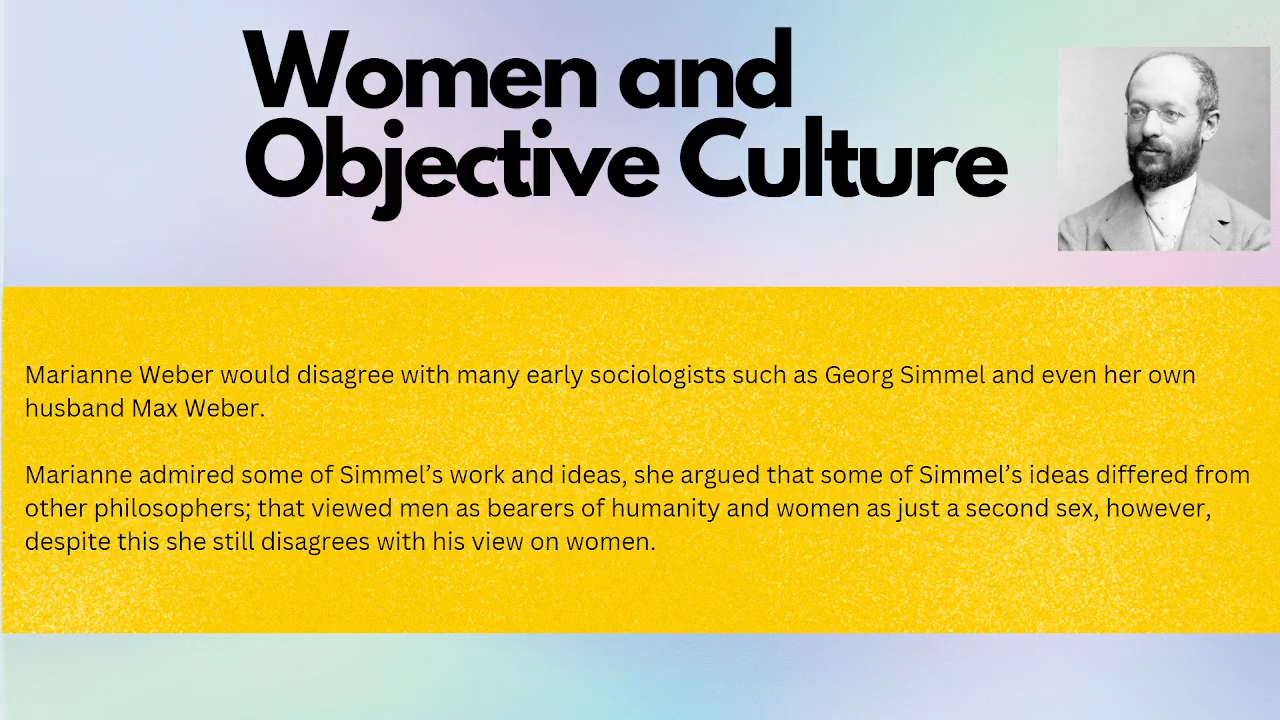 Women and
Objective Culture
Marianne Weber would disagree with many early sociologists such as Georg Simmel and even her own
husband Max Weber.
Marianne admired some of Simmel’s work and ideas, she argued that some of Simmel’s ideas differed from
other philosophers; that viewed men as bearers of humanity and women as just a second sex, however,
despite this she still disagrees with his view on women.